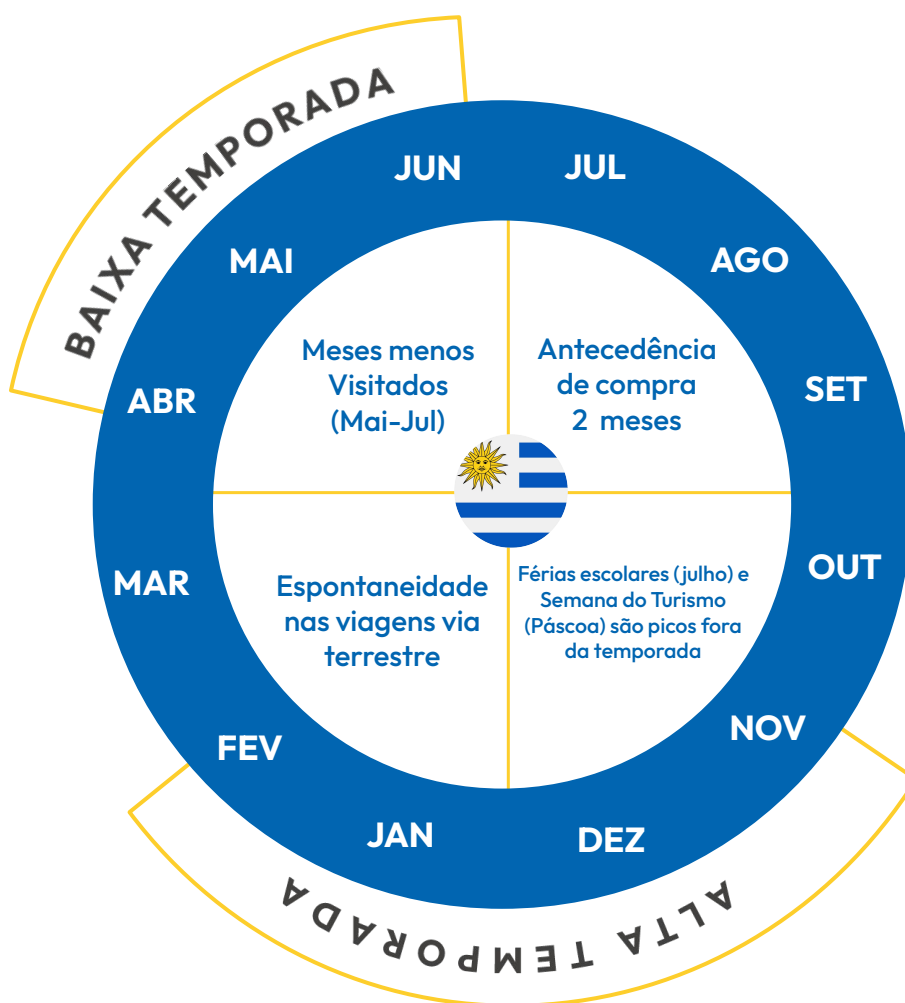 BAIXA TEMPORADA
JUN
JUL
MAI
AGO
ABR
SET
MAR
OUT
FEV
NOV
JAN
DEZ
Meses menos
Visitados
(Mai-Jul)
Antecedência
de compra
2 meses
Espontaneidade
nas viagens via
terrestre
Férias escolares (julho) e
Semana do Turismo
(Páscoa) são picos fora
da temporada
ALTA TEMPORADA